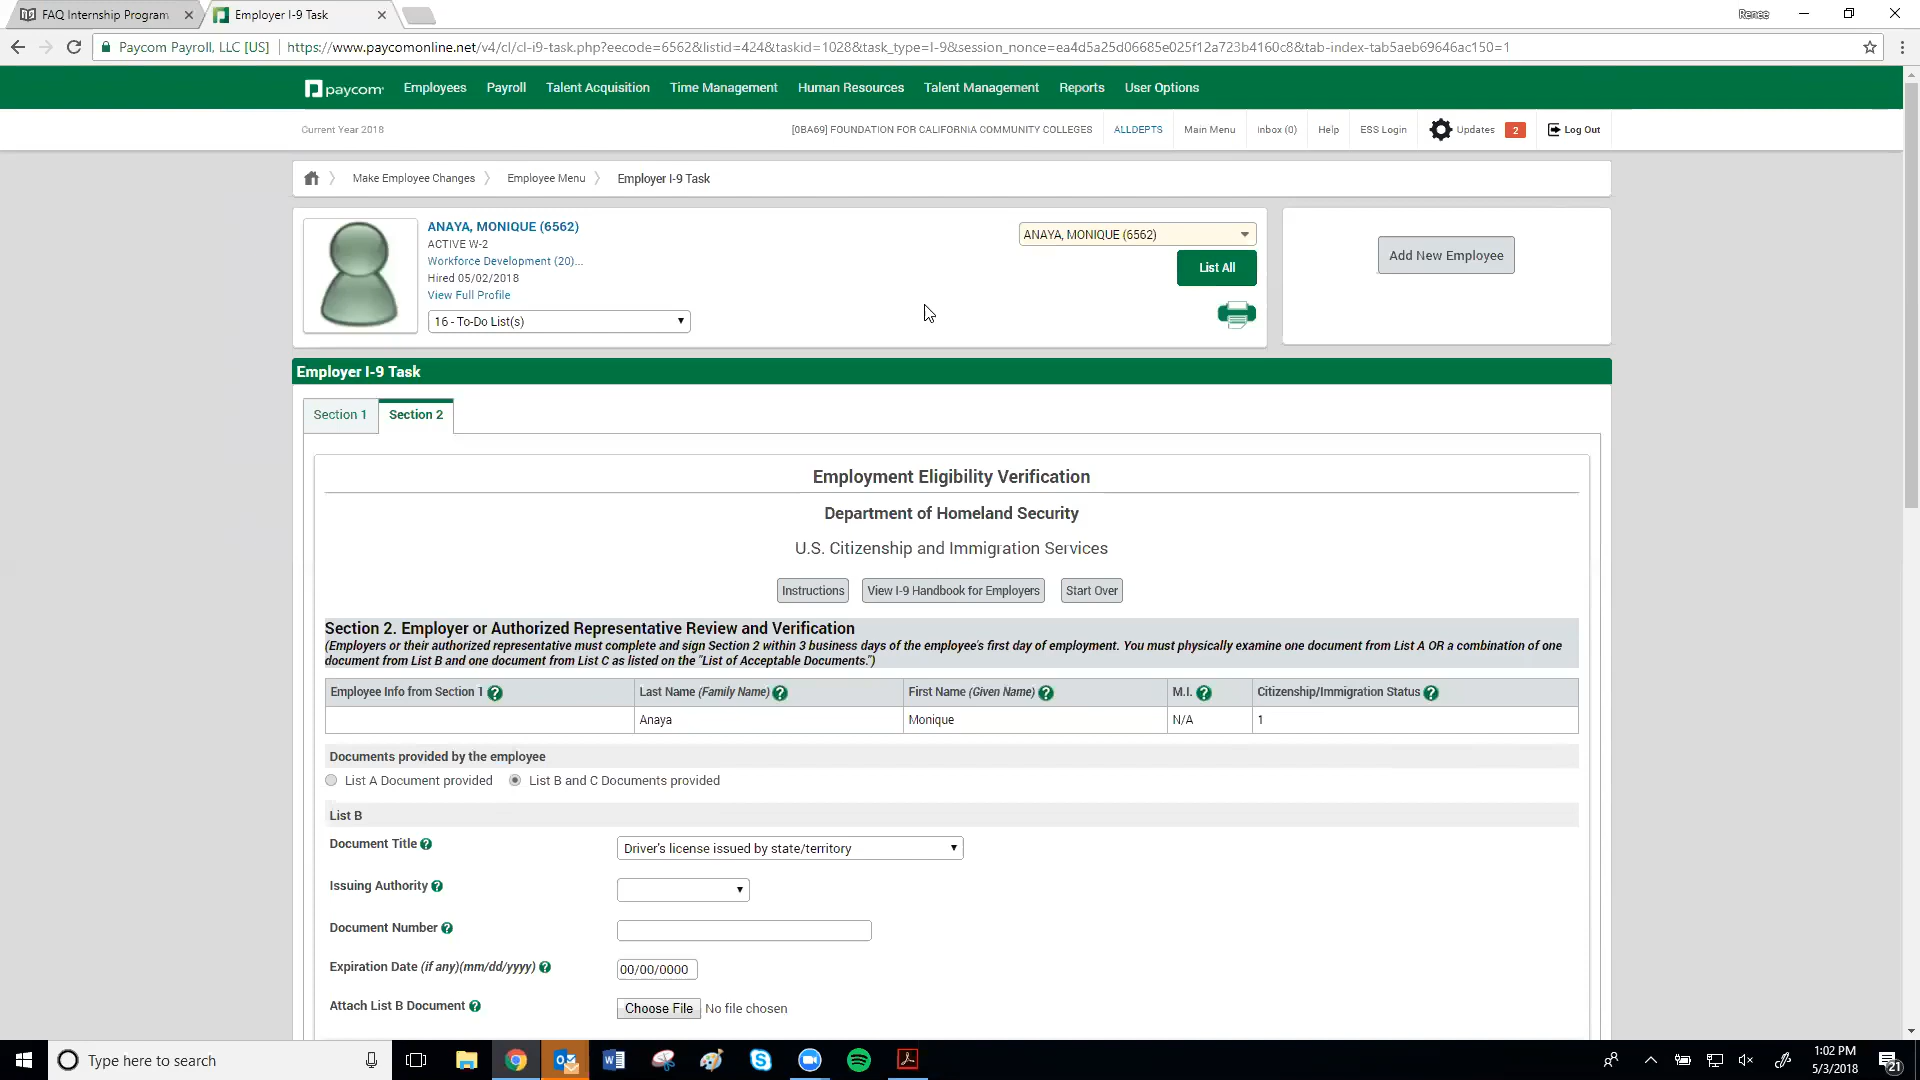 FAQ Internship Program
Employer I-9 Task
Renee
Paycom Payroll, LLC [US]
https://www.paycomonline.net/v4/cl/cl-i9-task.php?eecode=6562&listid=424&taskid=1028&task_type=I-9&session_nonce=ea4d5a25d06685e025f12a723b4160c8&tab-index-tab5aeb69646ac150=1
paycom Employees Payroll Talent Acquisition Time Management Human Resources Talent Management Reports User Options
Current Year 2018
[0BA69] FOUNDATION FOR CALIFORNIA COMMUNITY COLLEGES ALLDEPTS Main Menu Inbox (0) Help ESS Login Updates 2 Log Out
Make Employee Changes Employee Menu Employer I-9 Task
ANAYA, MONIQUE (6562)
ACTIVE W-2
Workforce Development (20)...
Hired 05/02/2018
View Full Profile
16 - To-Do List(s)
ANAYA, MONIQUE (6562)
List All
Add New Employee
Employer I-9 Task
Section 1 Section 2
Employment Eligibility Verification
Department of Homeland Security
U.S. Citizenship and Immigration Services
Instructions View I-9 Handbook for Employers Start Over
Section 2. Employer or Authorized Representative Review and Verification
(Employers or their authorized representative must complete and sign Section 2 within 3 business days of the employee's first day of employment. You must physically examine one document from List A OR a combination of one
document from List B and one document from List C as listed on the "List of Acceptable Documents.")
Employee Info from Section 1 ? Last Name (Family Name) ? First Name (Given Name) ? M.I. ? Citizenship/Immigration Status ?
Anaya Monique N/A 1
Documents provided by the employee
List A Document provided List B and C Documents provided
List B
Document Title ? Driver's license issued by state/territory
Issuing Authority ?
Document Number ?
Expiration Date (if any)(mm/dd/yyyy) ? 00/00/0000
Attach List B Document ? Choose File No file chosen
Type here to search
1:02 PM
5/3/2018
21